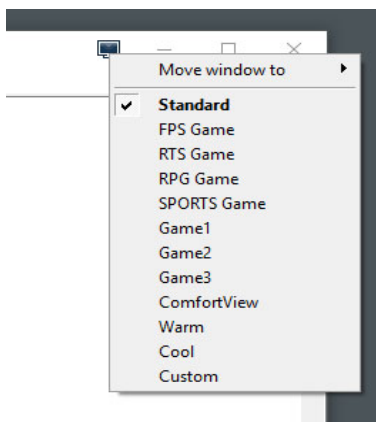 Move window to
Standard
FPS Game
RTS Game
RPG Game
SPORTS Game
Game1
Game2
Game3
ComfortView
Warm
Cool
Custom